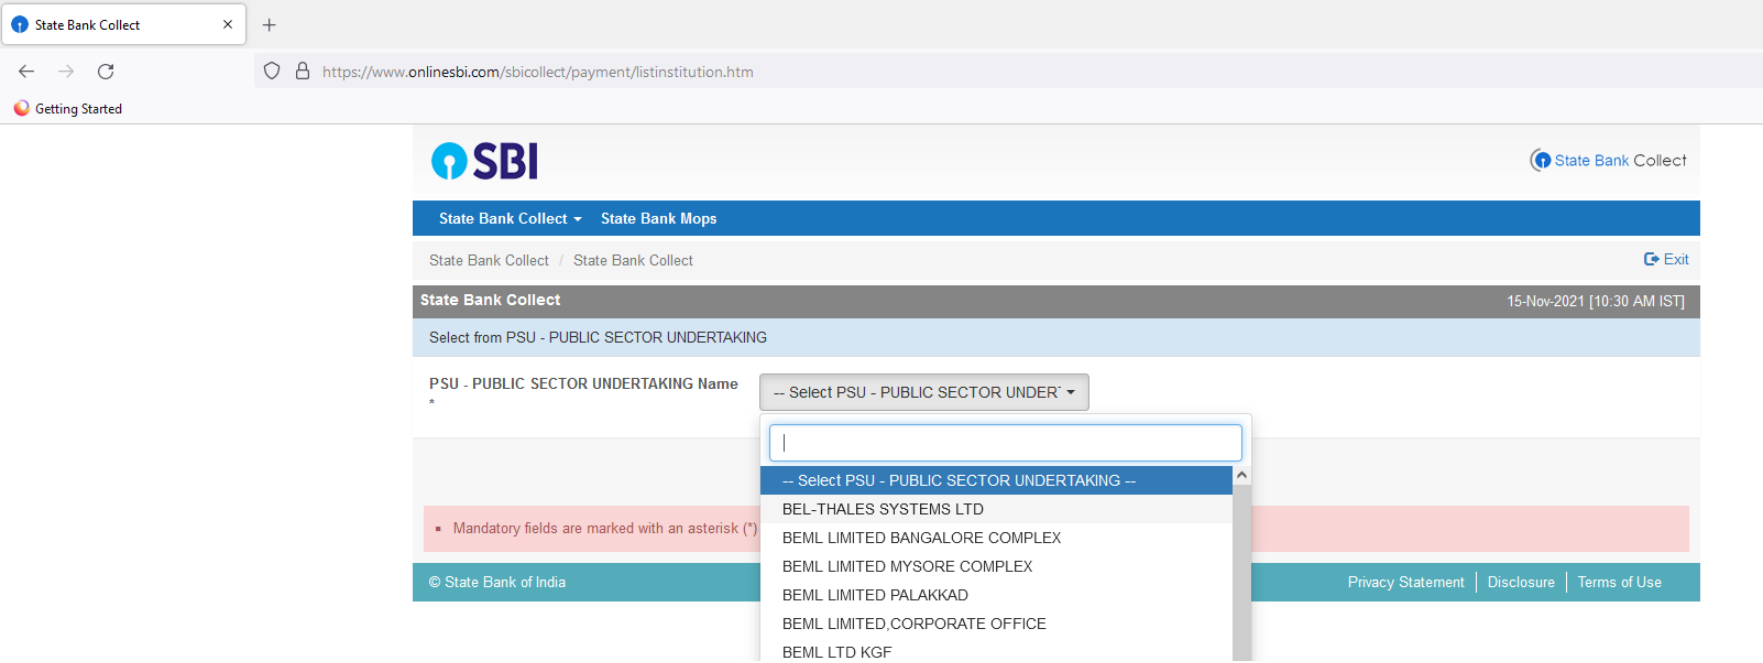 State Bank Collect
https://www.onlinesbi.com/sbicollect/payment/listinstitution.htm
Getting Started
SBI
State Bank Collect
State Bank Collect State Bank Mops
State Bank Collect / State Bank Collect
Exit
State Bank Collect
15-Nov-2021 [10:30 AM IST]
Select from PSU - PUBLIC SECTOR UNDERTAKING
PSU - PUBLIC SECTOR UNDERTAKING Name
*
-- Select PSU - PUBLIC SECTOR UNDER
-- Select PSU - PUBLIC SECTOR UNDERTAKING --
BEL-THALES SYSTEMS LTD
BEML LIMITED BANGALORE COMPLEX
BEML LIMITED MYSORE COMPLEX
BEML LIMITED PALAKKAD
BEML LIMITED,CORPORATE OFFICE
BEML LTD KGF
Mandatory fields are marked with an asterisk (*)
© State Bank of India
Privacy Statement | Disclosure | Terms of Use